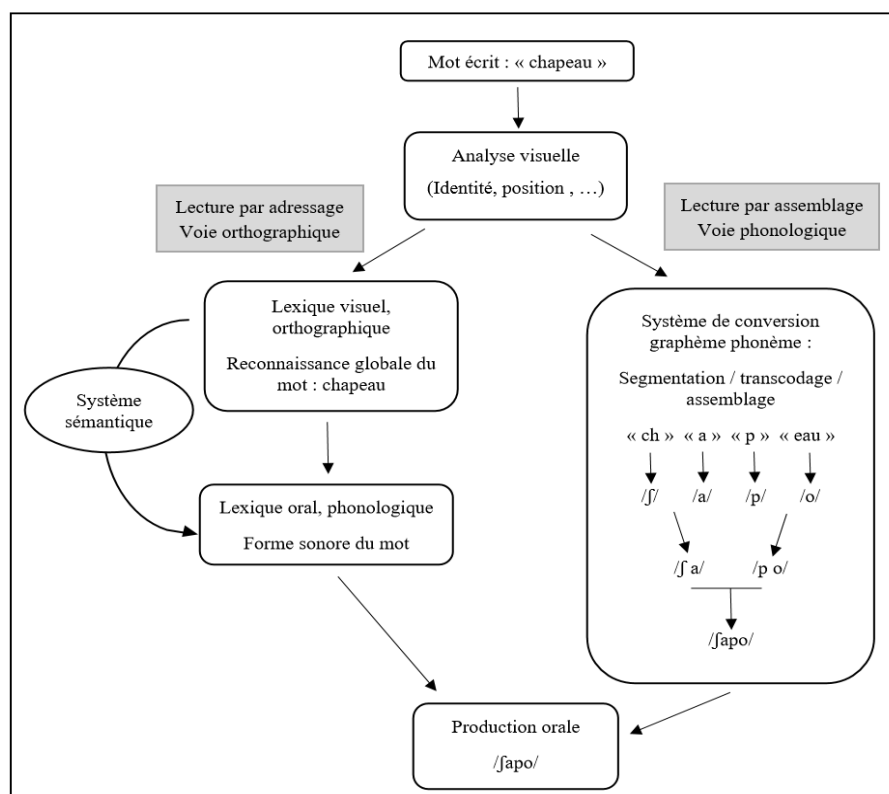 Mot écrit : « chapeau »
Analyse visuelle
(Identité, position , …)
Lecture par adressage
Voie orthographique
Lecture par assemblage
Voie phonologique
Lexique visuel,
orthographique
Reconnaissance globale du
mot : chapeau
Système
sémantique
Lexique oral, phonologique
Forme sonore du mot
Système de conversion
graphème phonème :
Segmentation / transcodage /
assemblage
« ch » « a » « p » « eau »
/ʃ/ /a/ /p/ /o/
/ʃ a/ /p o/
/ʃapo/
Production orale
/ʃapo/